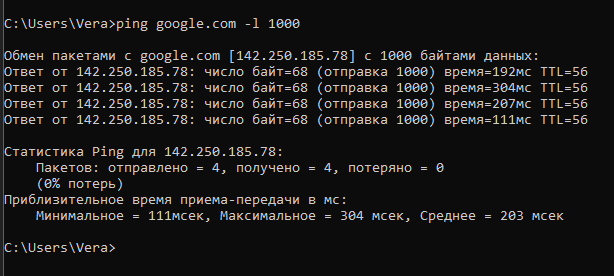 C:\Users\Vera>ping google.com -l 1000
Обмен пакетами с google.com [142.250.185.78] с 1000 байтами данных:
Ответ от 142.250.185.78: число байт=68 (отправка 1000) время=192мс TTL=56
Ответ от 142.250.185.78: число байт=68 (отправка 1000) время=304мс TTL=56
Ответ от 142.250.185.78: число байт=68 (отправка 1000) время=207мс TTL=56
Ответ от 142.250.185.78: число байт=68 (отправка 1000) время=111мс TTL=56
Статистика Ping для 142.250.185.78:
Пакетов: отправлено = 4, получено = 4, потеряно = 0
(0% потерь)
Приблизительное время приема-передачи в мс:
Минимальное = 111мсек, Максимальное = 304 мсек, Среднее = 203 мсек
C:\Users\Vera>